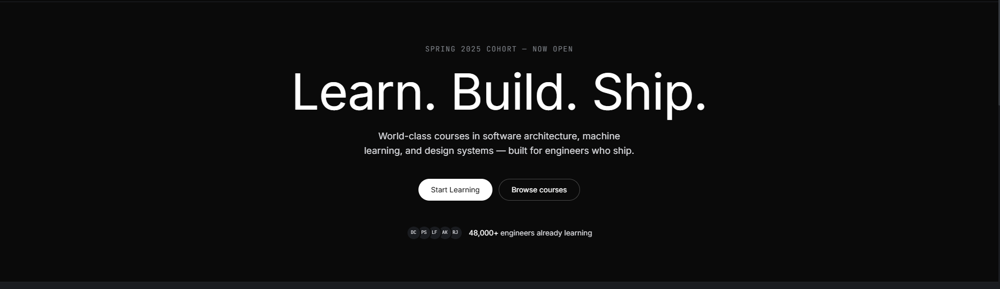 SPRING 2025 COHORT — NOW OPEN
Learn. Build. Ship.
World-class courses in software architecture, machine
learning, and design systems — built for engineers who ship.
Start Learning
Browse courses
DC PS LF AK RJ 48,000+ engineers already learning